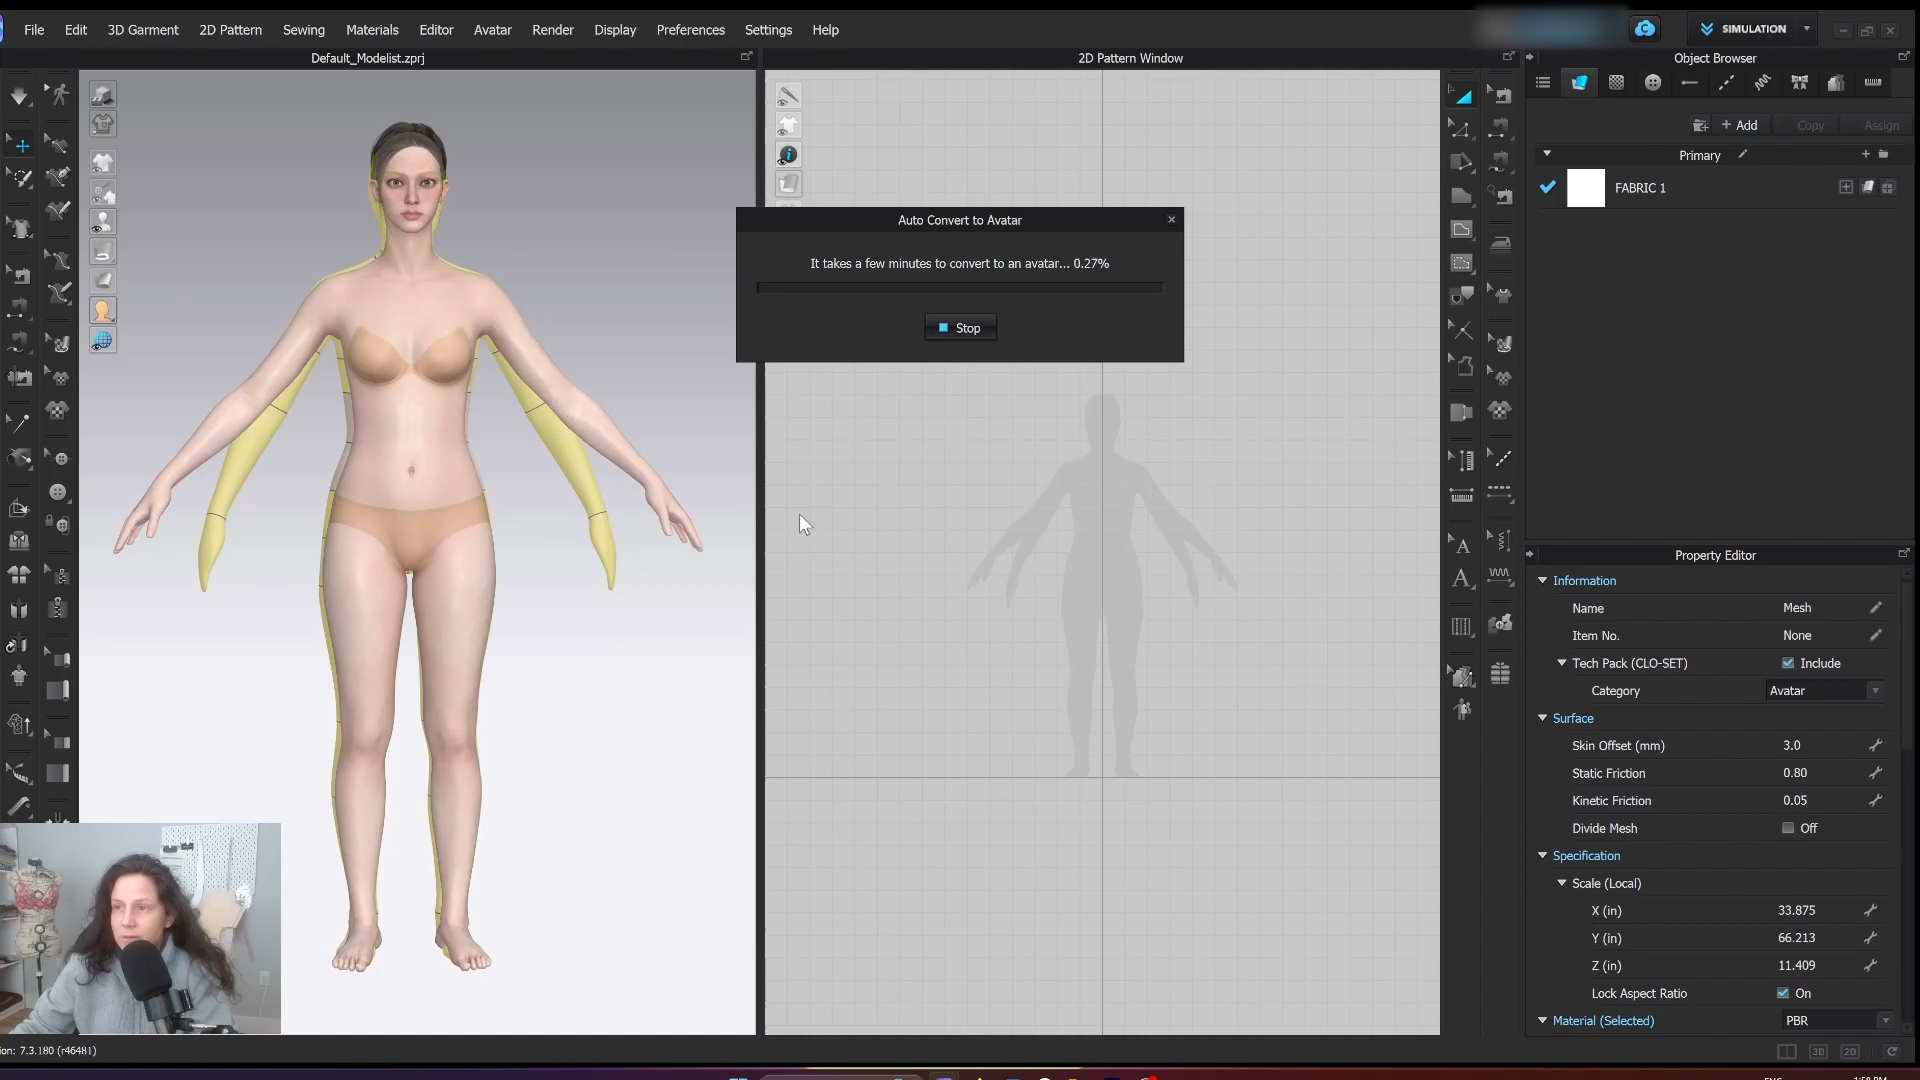 File Edit 3D Garment 2D Pattern Sewing Materials Editor Avatar Render Display Preferences Settings Help
SIMULATION
Default_Modelist.zprj
2D Pattern Window
Object Browser
+ Add Copy Assign
Primary
FABRIC 1
Auto Convert to Avatar
It takes a few minutes to convert to an avatar... 0.27%
Stop
Property Editor
Information
Name Mesh
Item No. None
Tech Pack (CLO-SET) Include
Category Avatar
Surface
Skin Offset (mm) 3.0
Static Friction 0.80
Kinetic Friction 0.05
Divide Mesh Off
Specification
Scale (Local)
X (in) 33.875
Y (in) 66.213
Z (in) 11.409
Lock Aspect Ratio On
Material (Selected) PBR
ion: 7.3.180 (r46481)
3D 2D